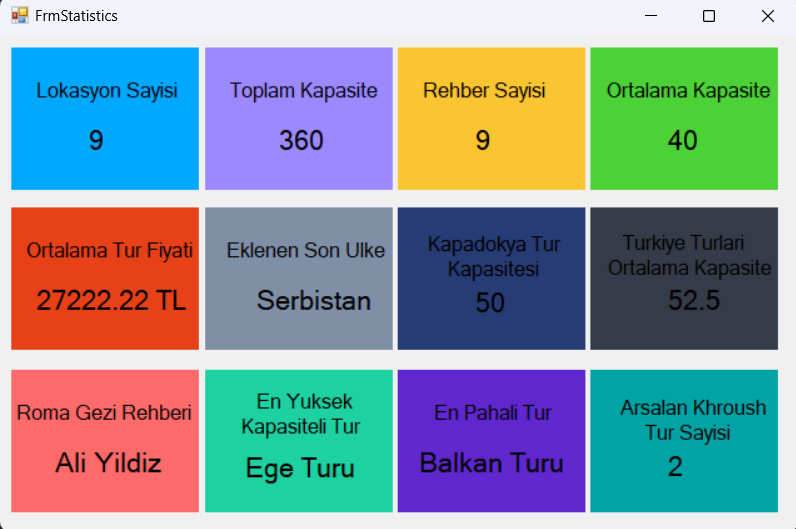 FrmStatistics
Lokasyon Sayisi
9
Toplam Kapasite
360
Rehber Sayisi
9
Ortalama Kapasite
40
Ortalama Tur Fiyati
27222.22 TL
Eklenen Son Ulke
Serbistan
Kapadokya Tur
Kapasitesi
50
Turkiye Turlari
Ortalama Kapasite
52.5
Roma Gezi Rehberi
Ali Yildiz
En Yuksek
Kapasiteli Tur
Ege Turu
En Pahali Tur
Balkan Turu
Arsalan Khroush
Tur Sayisi
2